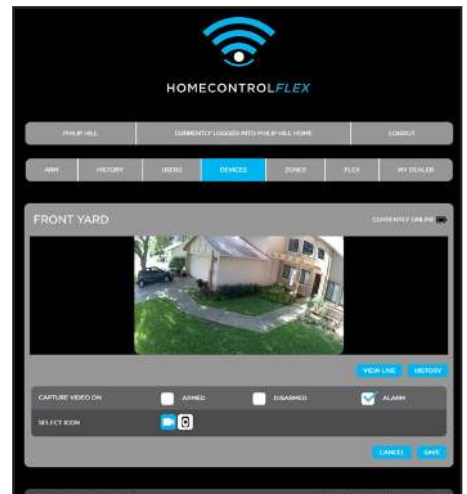 HOMECONTROLFLEX
PHILIP HILL CURRENTLY LOGGED INTO PHILIP HILL HOME LOGOUT
ARM HISTORY USERS DEVICES ZONES FLEX MY DEALER
FRONT YARD CURRENTLY ONLINE
VIEW LIVE HISTORY
CAPTURE VIDEO ON ARMED DISARMED ALARM
SELECT ICON
CANCEL SAVE